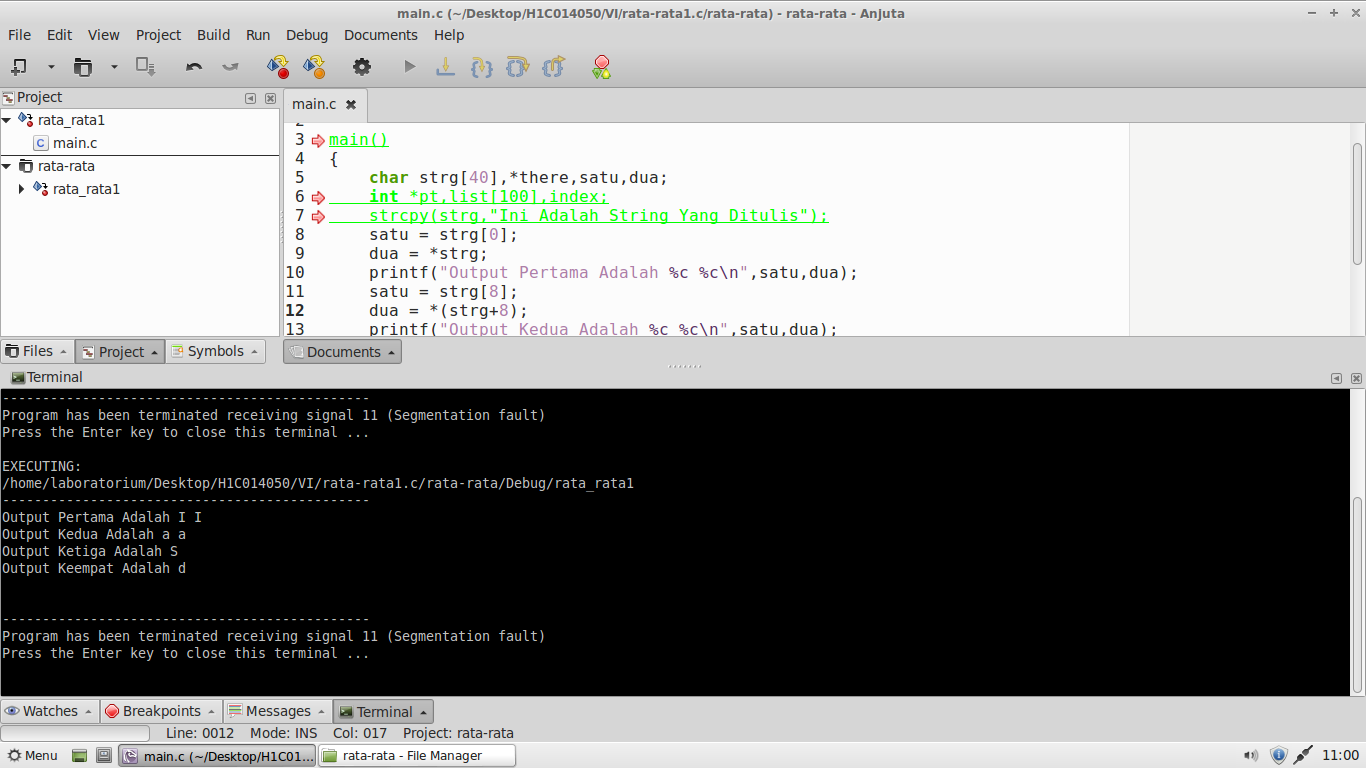 main.c (~/Desktop/H1C014050/VI/rata-rata1.c/rata-rata) - rata-rata - Anjuta
File Edit View Project Build Run Debug Documents Help
Project
rata_rata1
main.c
rata-rata
rata_rata1
Files Project Symbols
main.c
3 main()
4 {
5 char strg[40],*there,satu,dua;
6 int *pt,list[100],index;
7 strcpy(strg,"Ini Adalah String Yang Ditulis");
8 satu = strg[0];
9 dua = *strg;
10 printf("Output Pertama Adalah %c %c\n",satu,dua);
11 satu = strg[8];
12 dua = *(strg+8);
13 printf("Output Kedua Adalah %c %c\n",satu,dua);
Documents
Terminal
----------------------------------------------
Program has been terminated receiving signal 11 (Segmentation fault)
Press the Enter key to close this terminal ...
EXECUTING:
/home/laboratorium/Desktop/H1C014050/VI/rata-rata1.c/rata-rata/Debug/rata_rata1
----------------------------------------------
Output Pertama Adalah I I
Output Kedua Adalah a a
Output Ketiga Adalah S
Output Keempat Adalah d
----------------------------------------------
Program has been terminated receiving signal 11 (Segmentation fault)
Press the Enter key to close this terminal ...
Watches Breakpoints Messages Terminal
Line: 0012 Mode: INS Col: 017 Project: rata-rata
Menu main.c (~/Desktop/H1C01... rata-rata - File Manager 11:00